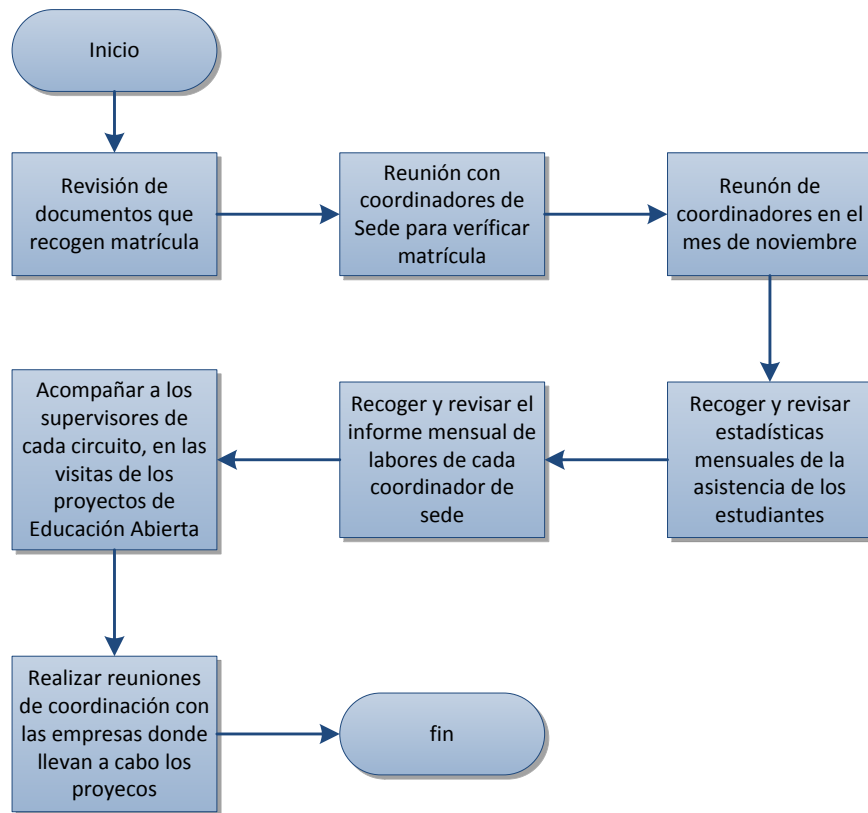 Inicio
Revisión de
documentos que
recogen matrícula
Reunión con
coordinadores de
Sede para veríficar
matrícula
Reunón de
coordinadores en el
mes de noviembre
Recoger y revisar
estadísticas
mensuales de la
asistencia de los
estudiantes
Recoger y revisar el
informe mensual de
labores de cada
coordinador de
sede
Acompañar a los
supervisores de
cada circuito, en las
visitas de los
proyectos de
Educación Abierta
Realizar reuniones
de coordinación con
las empresas donde
llevan a cabo los
proyecos
fin